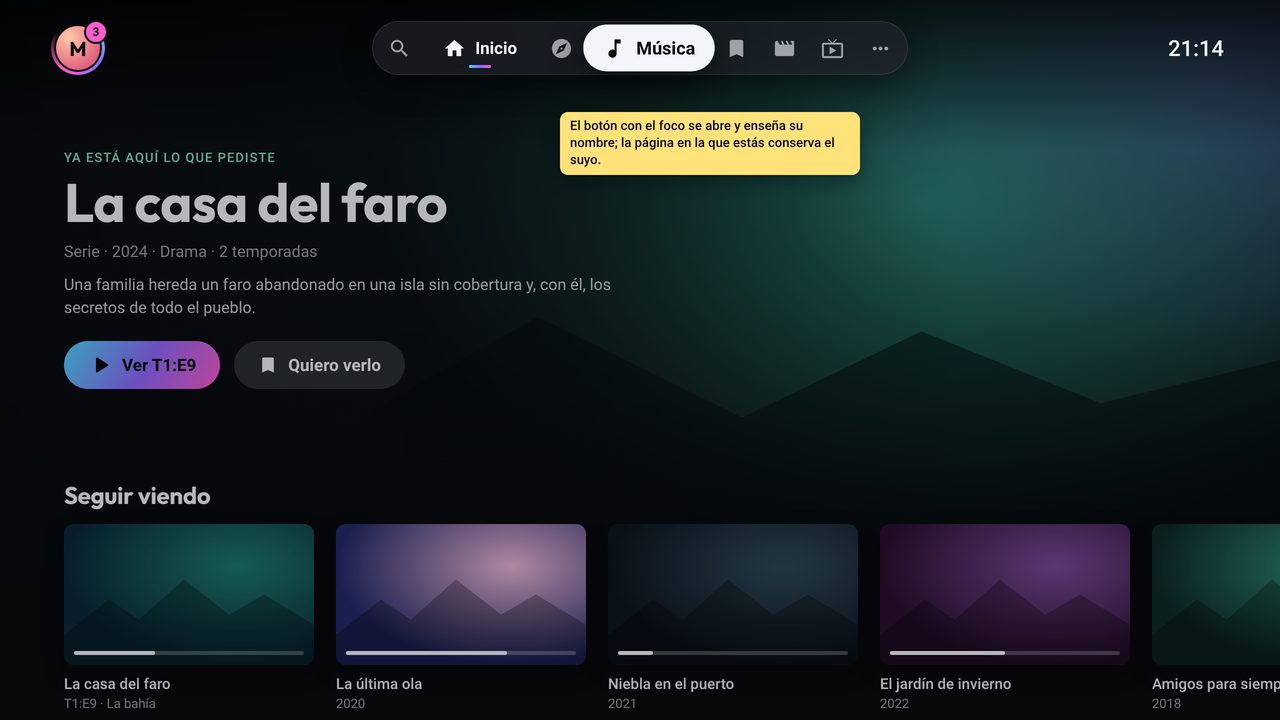 M
3
Inicio
Música
21:14
El botón con el foco se abre y enseña su
nombre; la página en la que estás conserva el
suyo.
YA ESTÁ AQUÍ LO QUE PEDISTE
La casa del faro
Serie · 2024 · Drama · 2 temporadas
Una familia hereda un faro abandonado en una isla sin cobertura y, con él, los
secretos de todo el pueblo.
Ver T1:E9
Quiero verlo
Seguir viendo
La casa del faro
T1:E9 · La bahía
La última ola
2020
Niebla en el puerto
2021
El jardín de invierno
2022
Amigos para siemp
2018